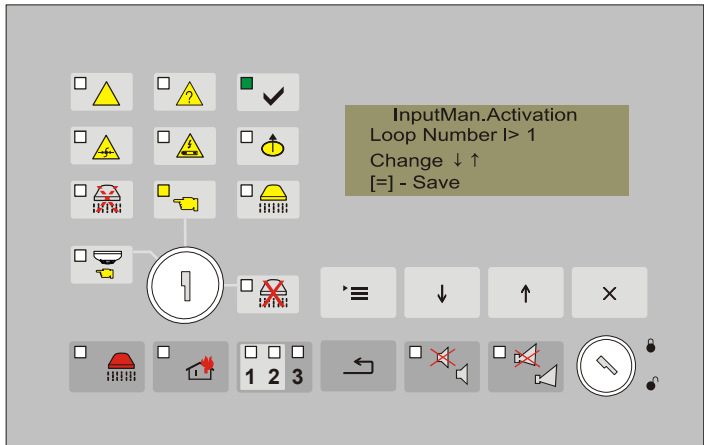 InputMan.Activation
Loop Number I> 1
Change ↓ ↑
[=] - Save
?
1 2 3